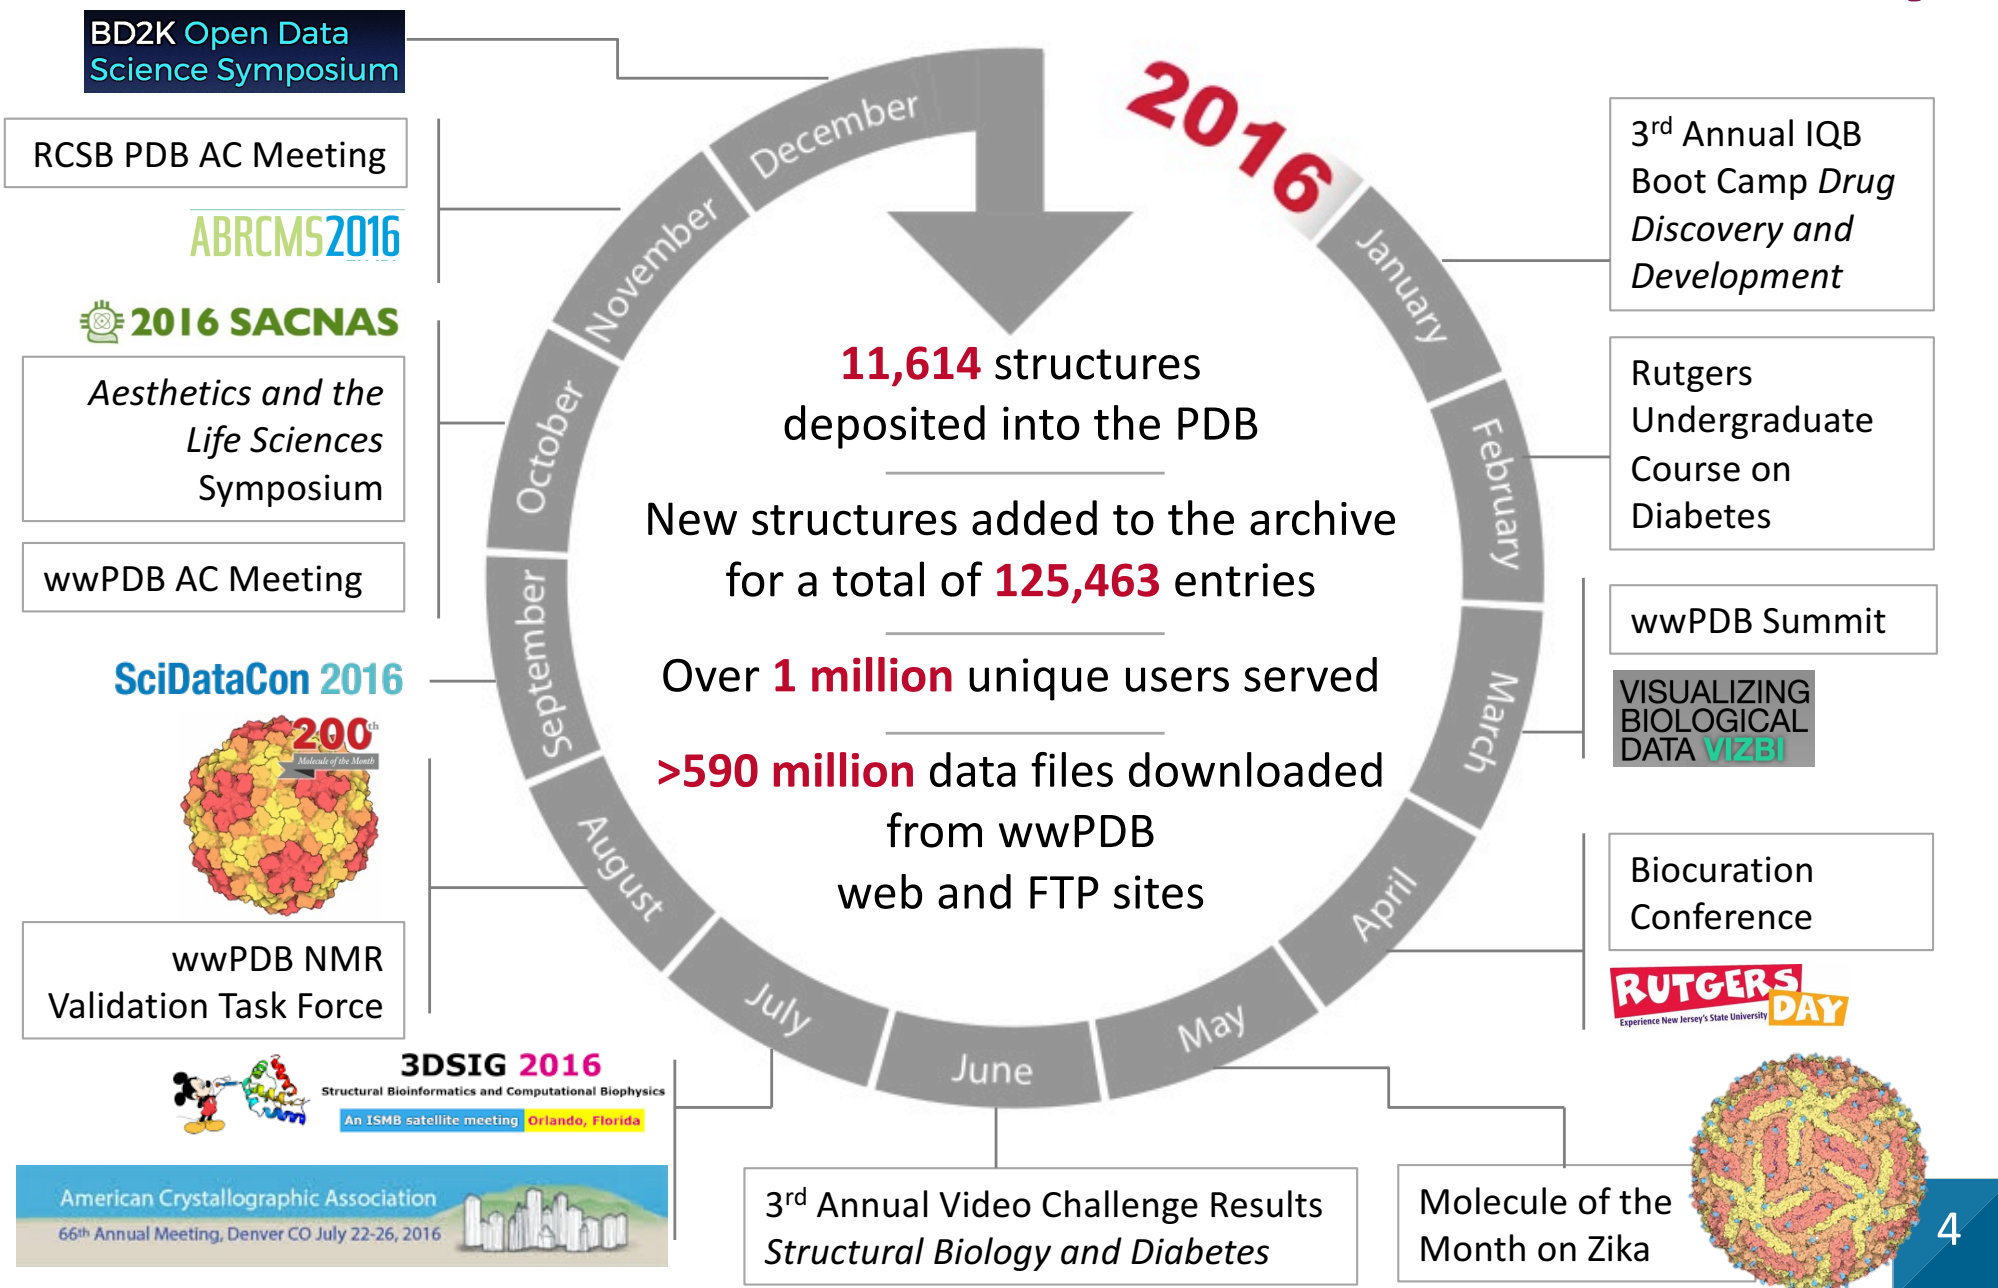 BD2K Open Data
Science Symposium
RCSB PDB AC Meeting
ABRCMS2016
2016 SACNAS
Aesthetics and the
Life Sciences
Symposium
wwPDB AC Meeting
SciDataCon 2016
200th
Molecule of the Month
wwPDB NMR
Validation Task Force
3DSIG 2016
Structural Bioinformatics and Computational Biophysics
An ISMB satellite meeting Orlando, Florida
American Crystallographic Association
66th Annual Meeting, Denver CO July 22-26, 2016
2016
January
February
March
April
May
June
July
August
September
October
November
December
11,614 structures
deposited into the PDB
New structures added to the archive
for a total of 125,463 entries
Over 1 million unique users served
>590 million data files downloaded
from wwPDB
web and FTP sites
3rd Annual IQB
Boot Camp Drug
Discovery and
Development
Rutgers
Undergraduate
Course on
Diabetes
wwPDB Summit
VISUALIZING
BIOLOGICAL
DATA VIZBI
Biocuration
Conference
RUTGERS
DAY
Experience New Jersey's State University
3rd Annual Video Challenge Results
Structural Biology and Diabetes
Molecule of the
Month on Zika
4